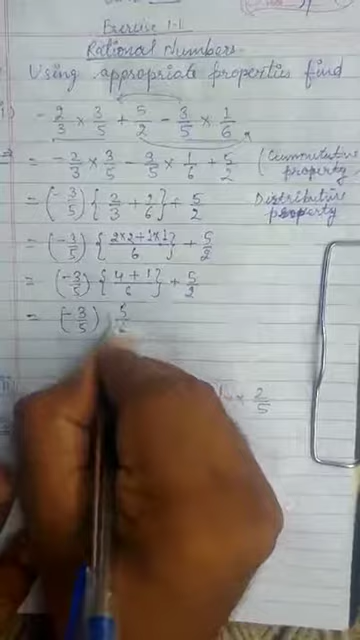 Exercise 1.1
Rational Numbers
Using appropriate properties find
i) -2/3 × 3/5 + 5/2 - 3/5 × 1/6
⇒ = -2/3 × 3/5 - 3/5 × 1/6 + 5/2 (Commutative property
= (-3/5) {2/3 + 1/6} + 5/2 Distributive property
= (-3/5) {2×2+1×1/6} + 5/2
= (-3/5) {4+1/6} + 5/2
= (-3/5) 5
× 2/5